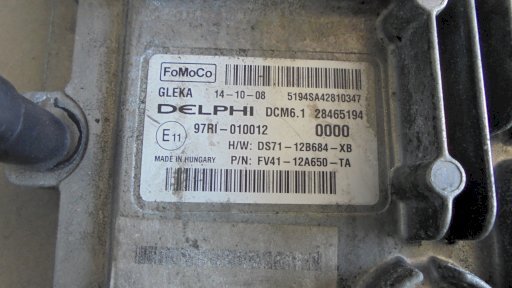 FoMoCo
GLEKA 14-10-08 5194SA42810347
DELPHI DCM6.1 28465194
E11 97RI-010012 0000
H/W: DS71-12B684-XB
MADE IN HUNGARY P/N: FV41-12A650-TA